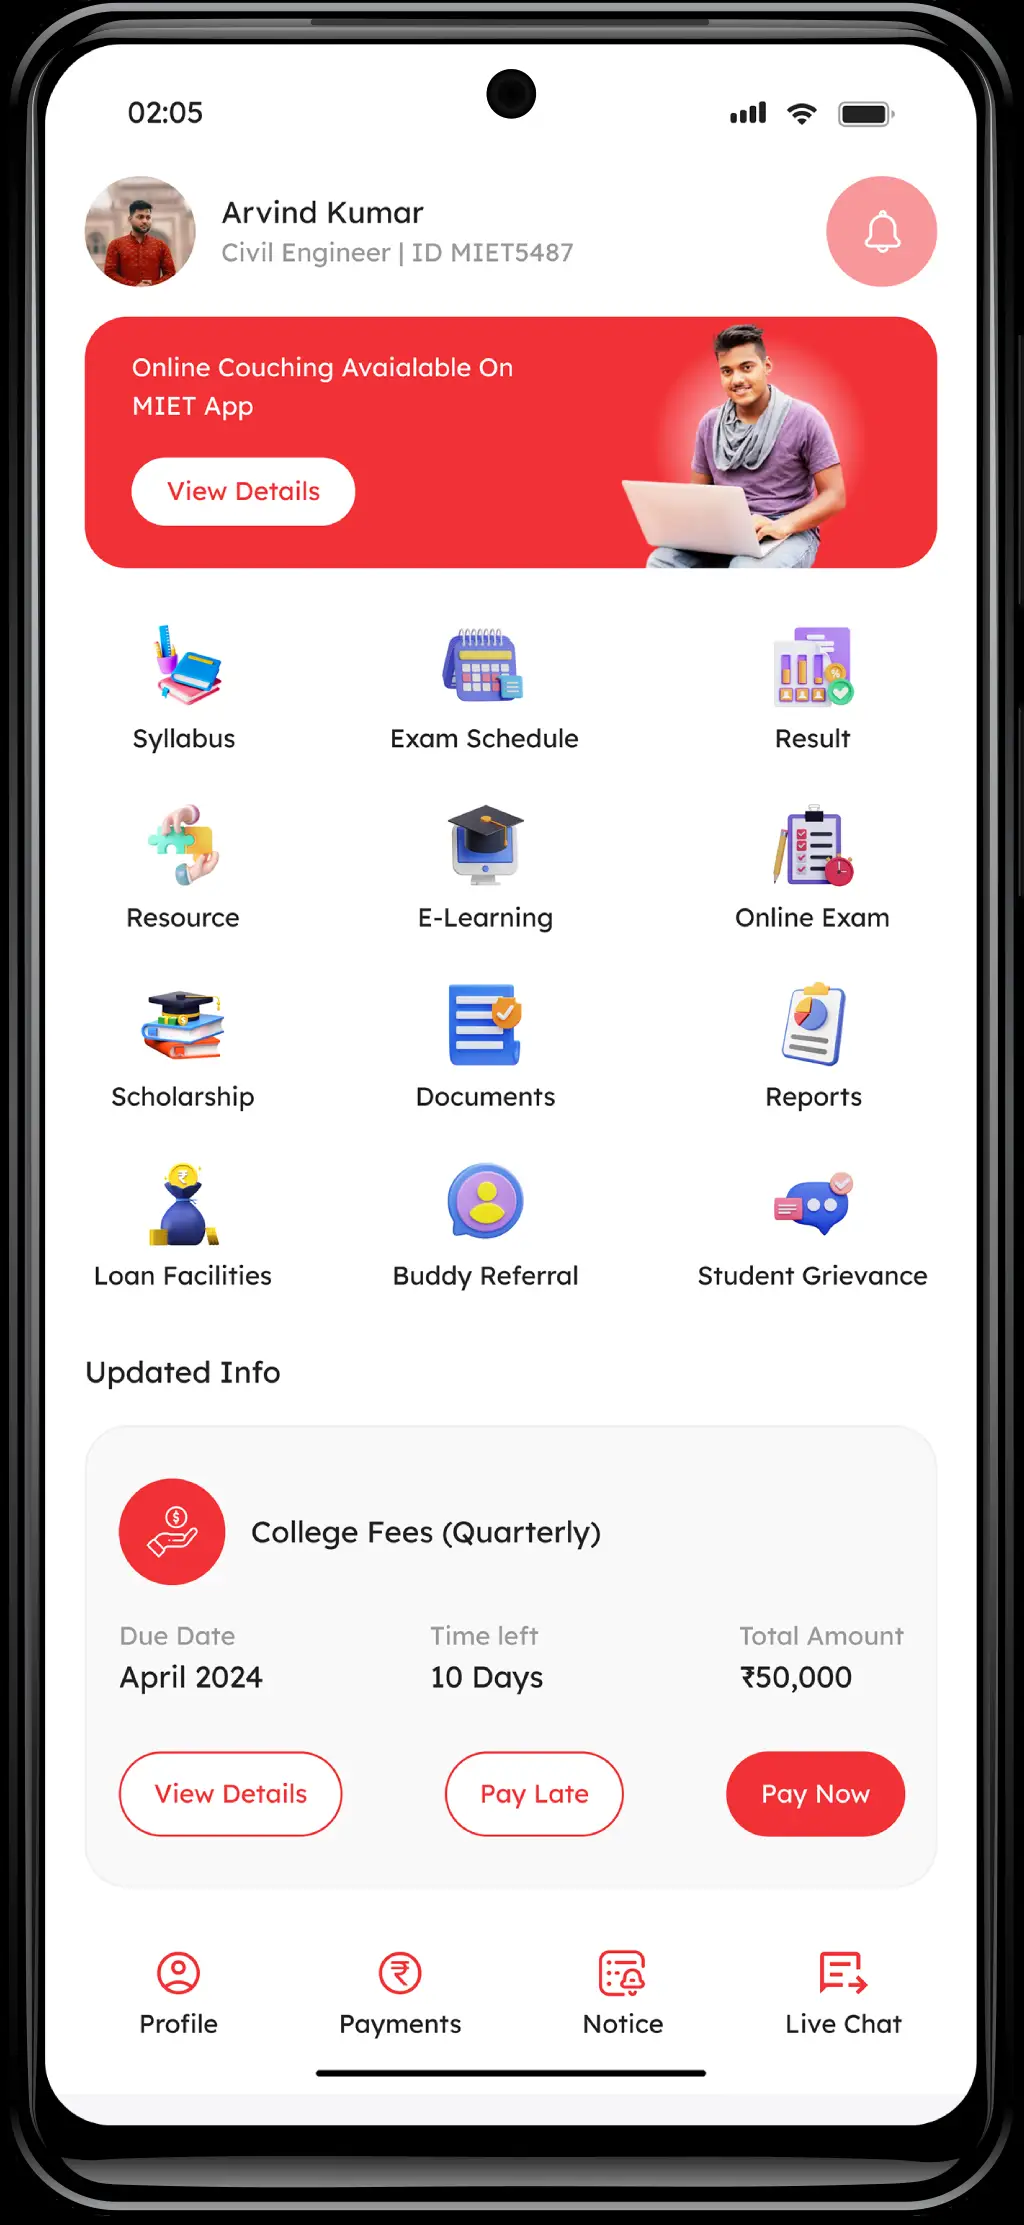 02:05
Arvind Kumar
Civil Engineer | ID MIET5487
Online Couching Avaialable On
MIET App
View Details
Syllabus Exam Schedule Result
Resource E-Learning Online Exam
Scholarship Documents Reports
Loan Facilities Buddy Referral Student Grievance
Updated Info
College Fees (Quarterly)
Due Date Time left Total Amount
April 2024 10 Days ₹50,000
View Details Pay Late Pay Now
Profile Payments Notice Live Chat